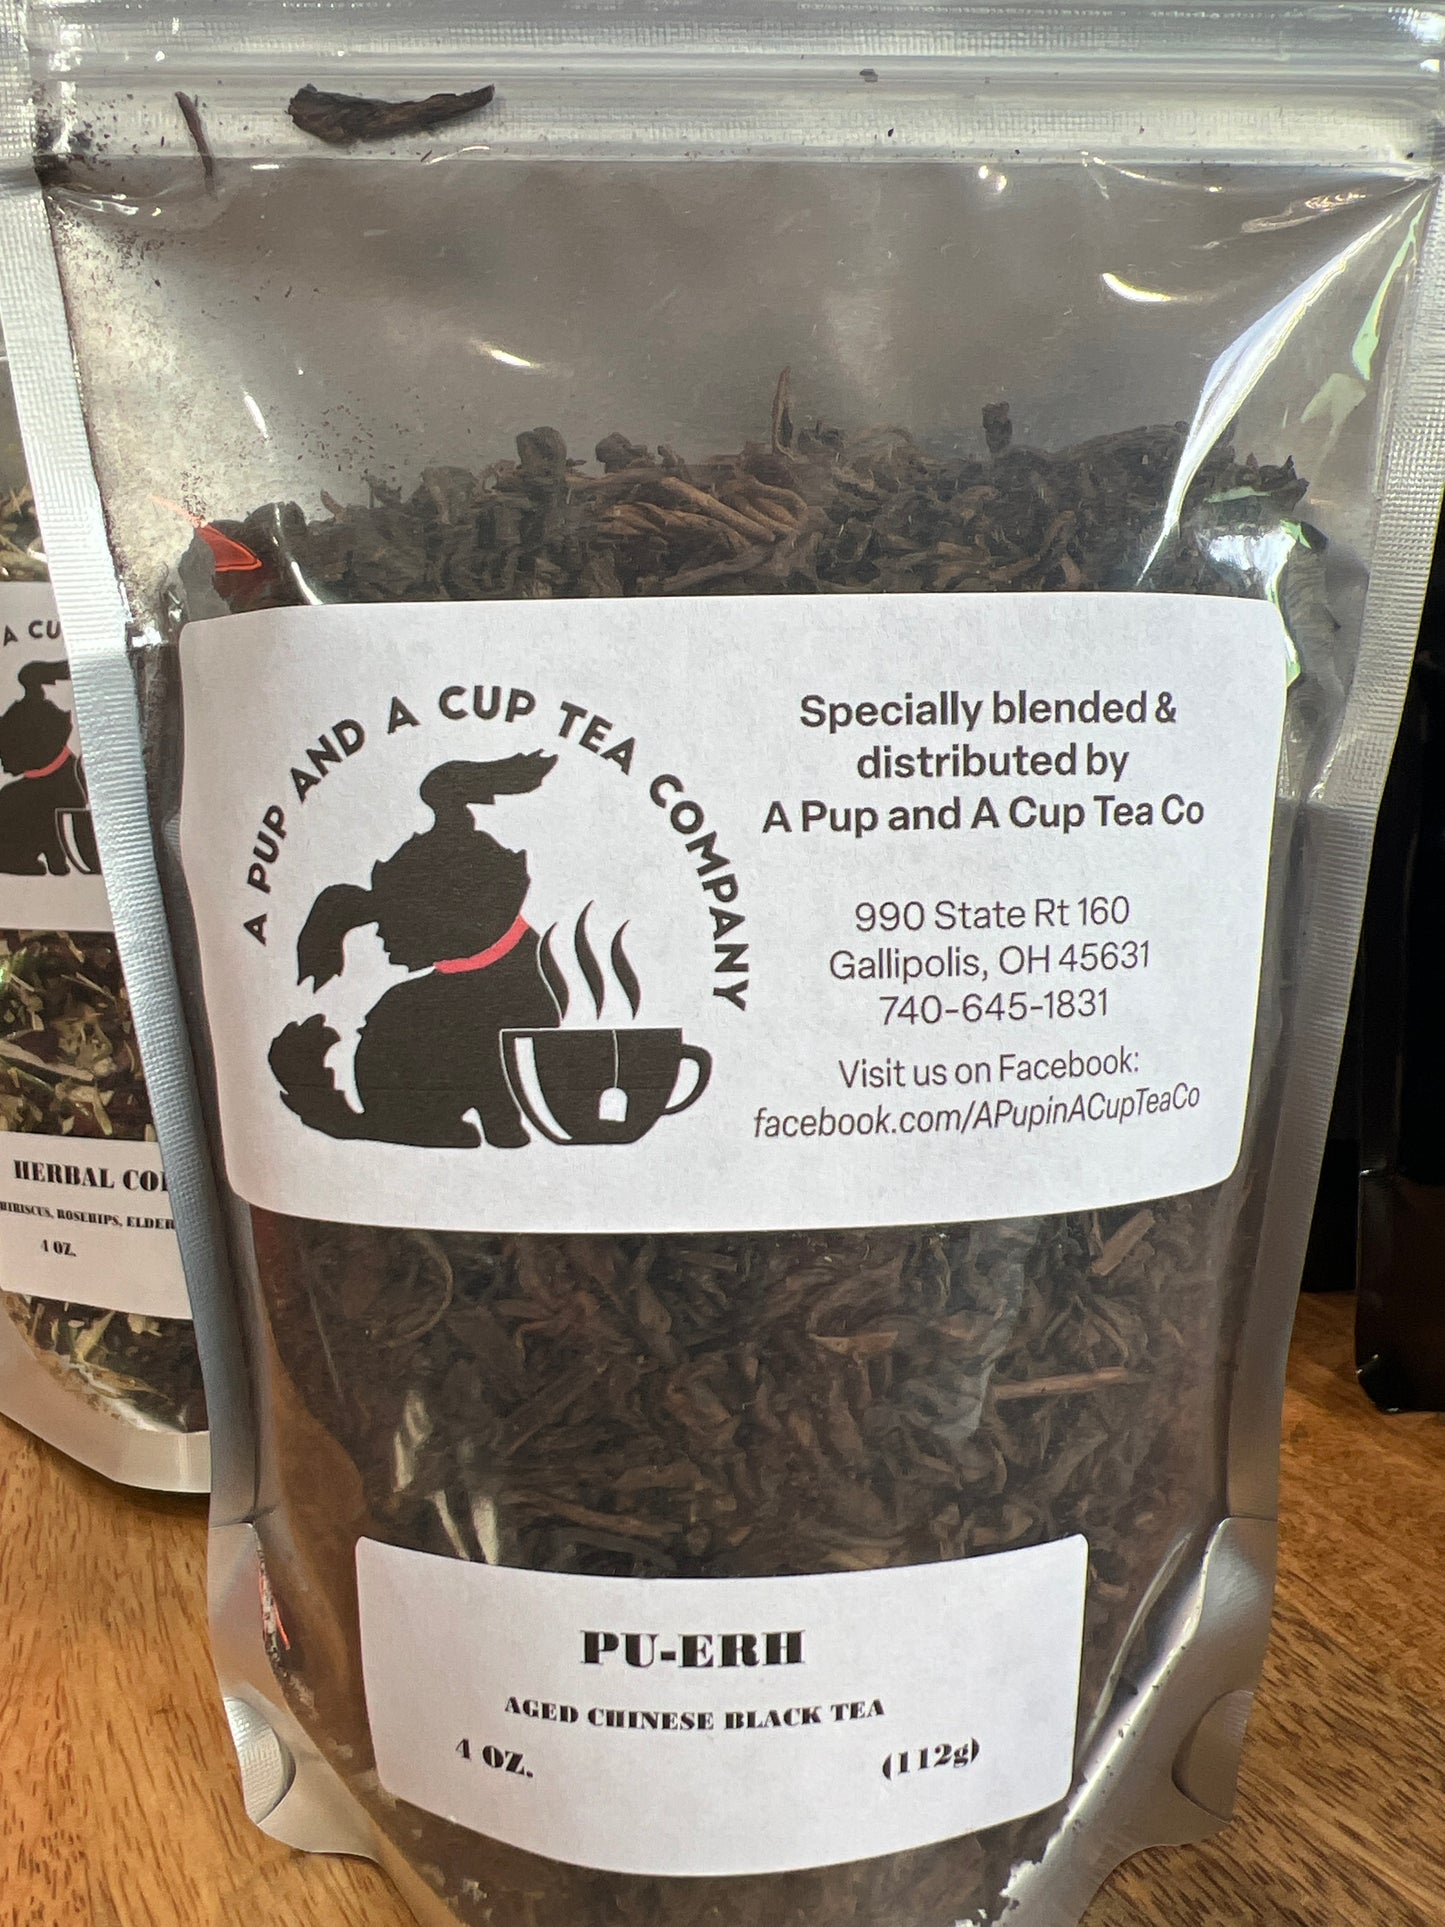 A PUP AND A CUP TEA COMPANY
Specially blended &
distributed by
A Pup and A Cup Tea Co
990 State Rt 160
Gallipolis, OH 45631
740-645-1831
Visit us on Facebook:
facebook.com/APupinACupTeaCo
PU-ERH
AGED CHINESE BLACK TEA
4 OZ. (112g)
A CU
HERBAL
HIBISCUS, ROSEHIPS, ELDER
4 OZ.